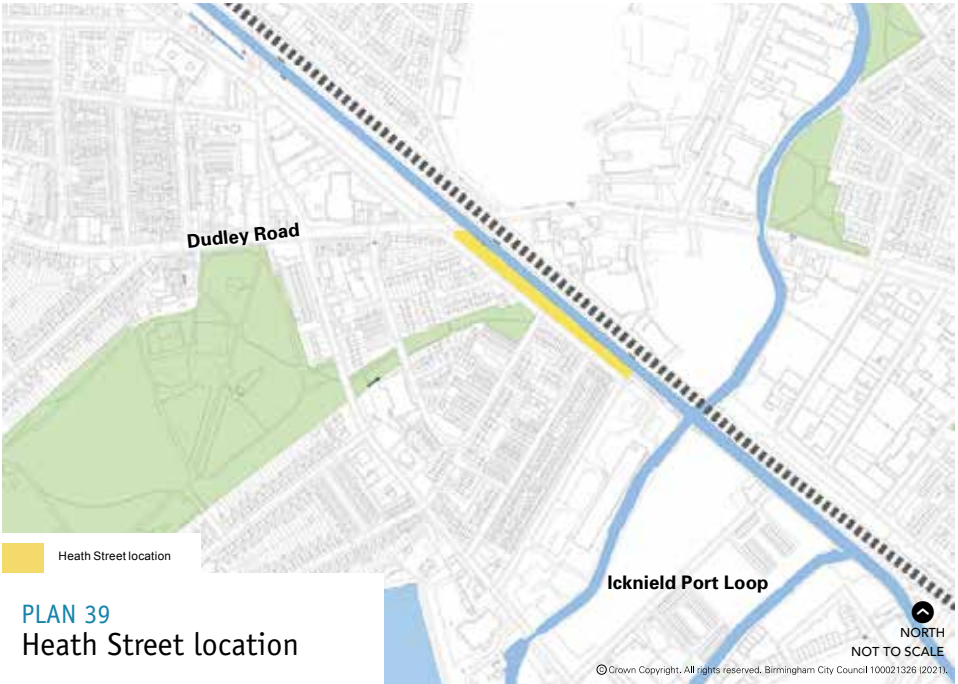 Dudley Road
Heath Street location
Icknield Port Loop
PLAN 39
Heath Street location
NORTH
NOT TO SCALE
© Crown Copyright. All rights reserved. Birmingham City Council 100021326 (2021).